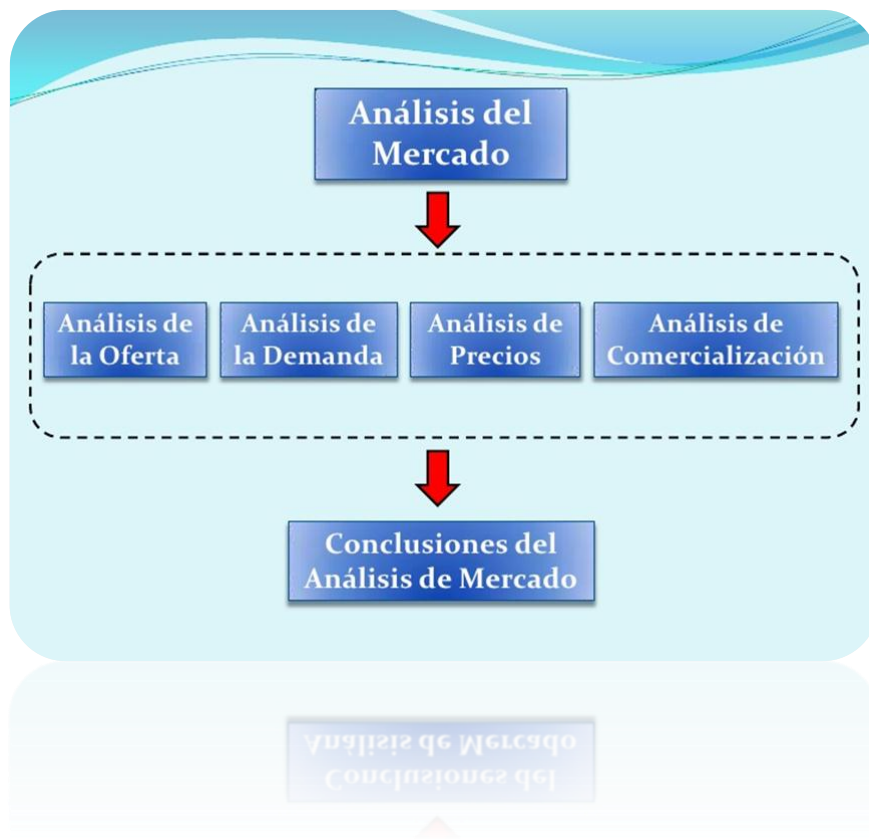 Análisis del
Mercado
Análisis de
la Oferta
Análisis de
la Demanda
Análisis de
Precios
Análisis de
Comercialización
Conclusiones del
Análisis de Mercado